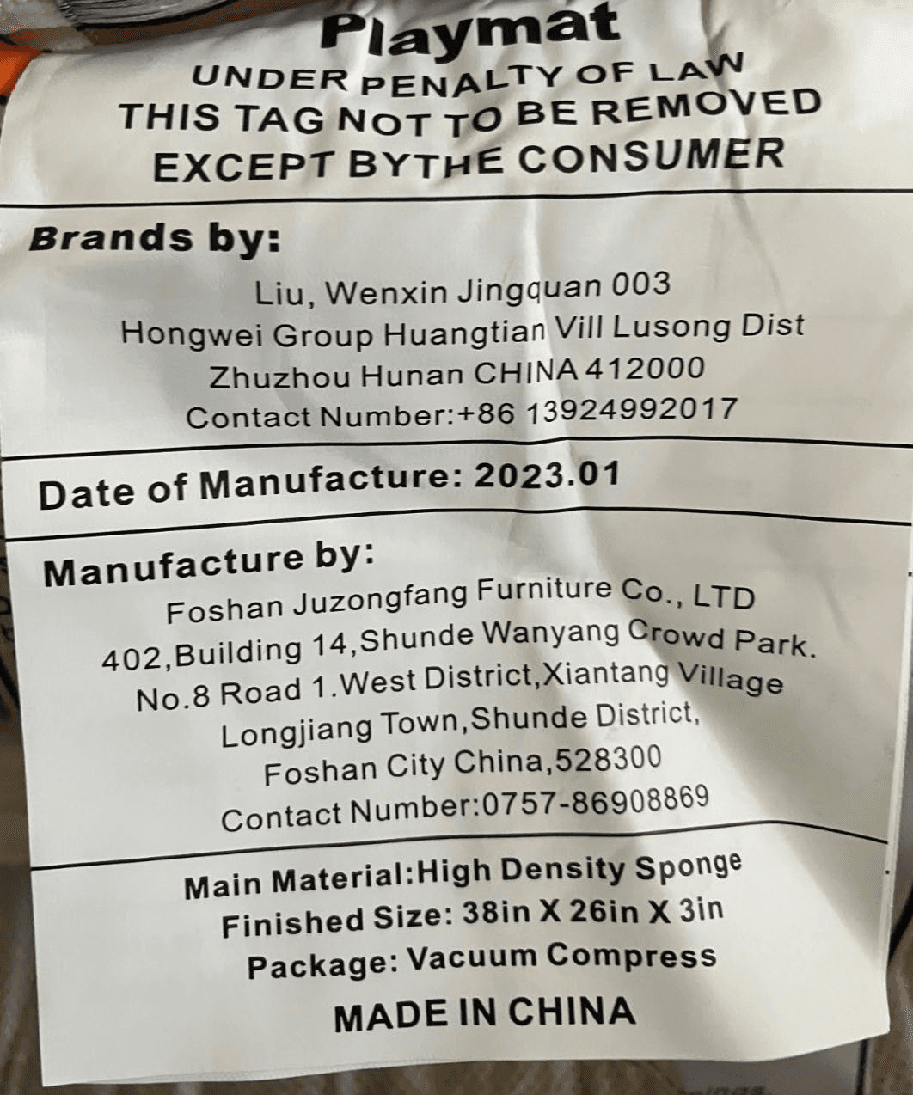 Playmat
UNDER PENALTY OF LAW
THIS TAG NOT TO BE REMOVED
EXCEPT BYTHE CONSUMER
Brands by:
Liu, Wenxin Jingquan 003
Hongwei Group Huangtian Vill Lusong Dist
Zhuzhou Hunan CHINA 412000
Contact Number:+86 13924992017
Date of Manufacture: 2023.01
Manufacture by:
Foshan Juzongfang Furniture Co., LTD
402,Building 14,Shunde Wanyang Crowd Park.
No.8 Road 1.West District,Xiantang Village
Longjiang Town,Shunde District,
Foshan City China,528300
Contact Number:0757-86908869
Main Material:High Density Sponge
Finished Size: 38in X 26in X 3in
Package: Vacuum Compress
MADE IN CHINA